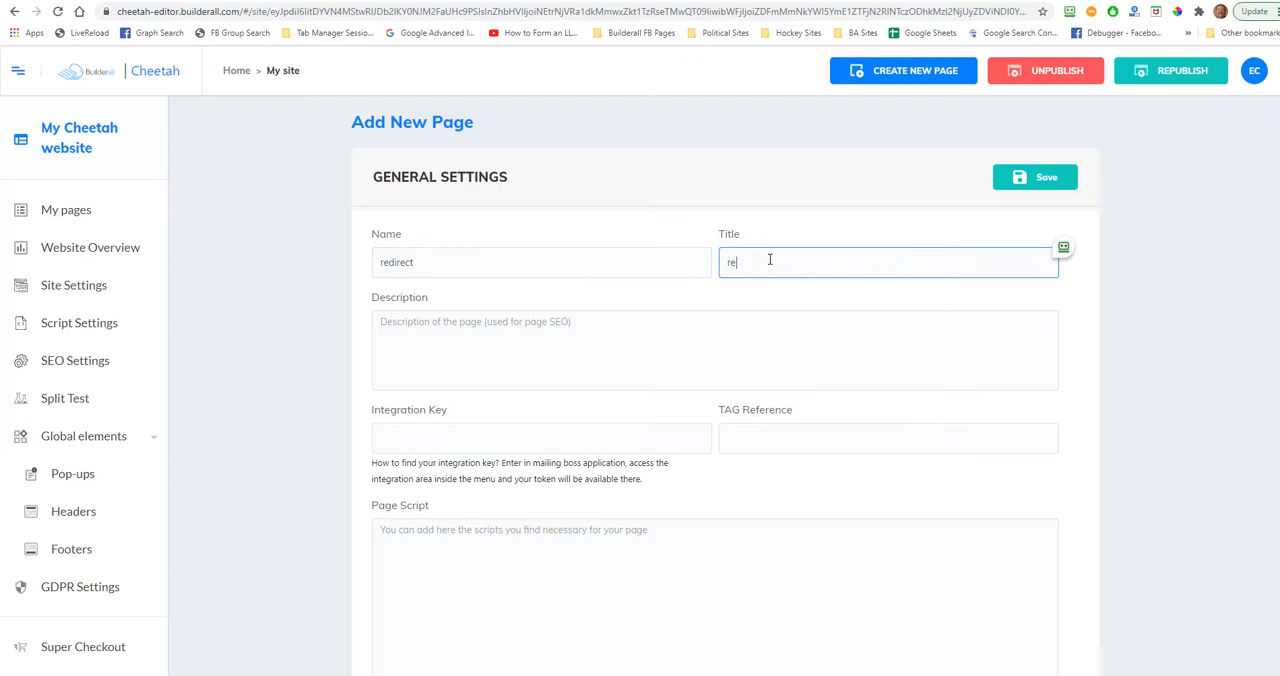 cheetah-editor.builderall.com/#/site/
Update
Apps
LiveReload
Graph Search
FB Group Search
Tab Manager Sessio...
Google Advanced I...
How to Form an LL...
Builderall FB Pages
Political Sites
Hockey Sites
BA Sites
Google Sheets
Google Search Con...
Debugger - Facebo...
»
Other bookmark
Builderall | Cheetah
Home > My site
CREATE NEW PAGE
UNPUBLISH
REPUBLISH
EC
My Cheetah
website
My pages
Website Overview
Site Settings
Script Settings
SEO Settings
Split Test
Global elements
Pop-ups
Headers
Footers
GDPR Settings
Super Checkout
Add New Page
GENERAL SETTINGS
Save
Name
Title
redirect
re
Description
Description of the page (used for page SEO)
Integration Key
TAG Reference
How to find your integration key? Enter in mailing boss application, access the
integration area inside the menu and your token will be available there.
Page Script
You can add here the scripts you find necessary for your page